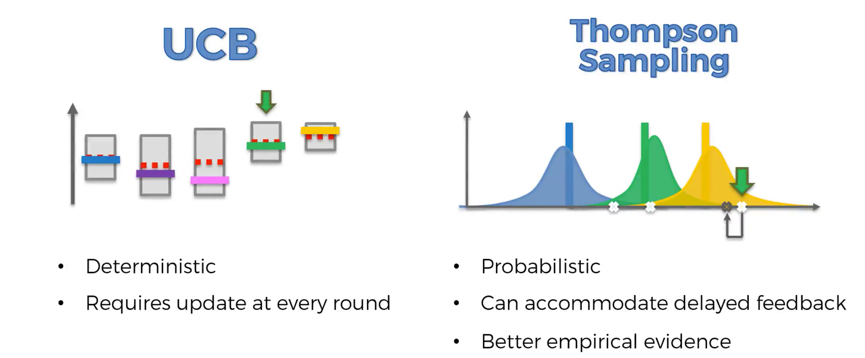 UCB
Thompson
Sampling
• Deterministic
• Requires update at every round
• Probabilistic
• Can accommodate delayed feedback
• Better empirical evidence